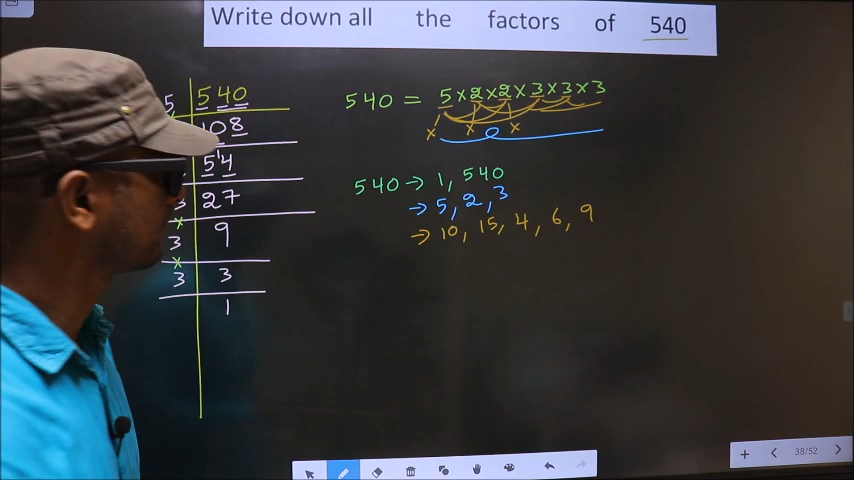 Write down all the factors of 540
5 540
108
54
3 27
3 9
3 3
1
540 = 5 × 2 × 2 × 3 × 3 × 3
× × ×
540 → 1, 540
→ 5, 2, 3
→ 10, 15, 4, 6, 9
38/52